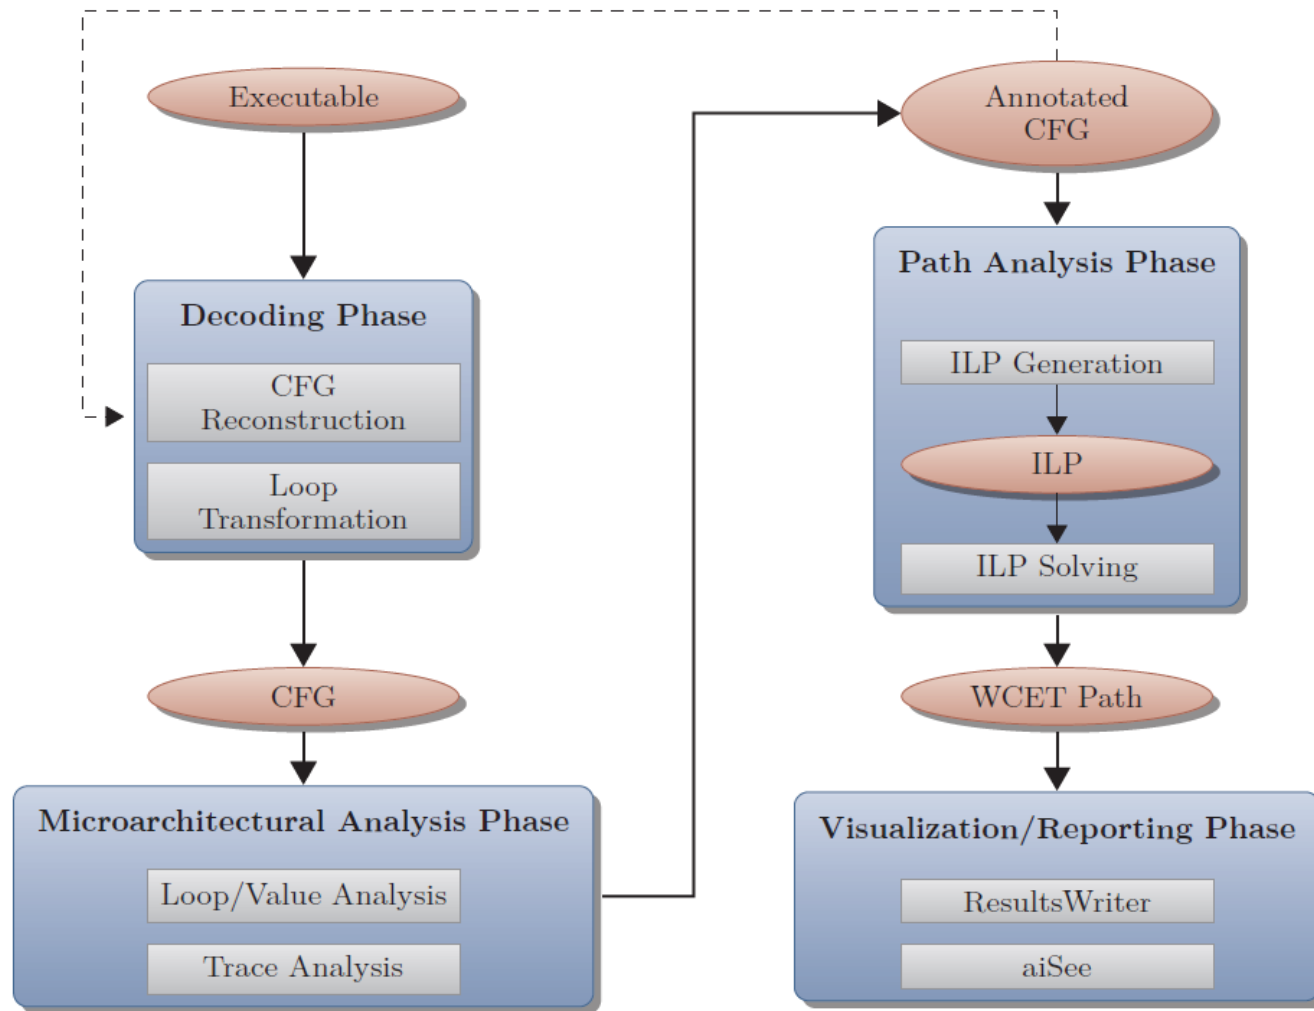 Executable
Decoding Phase
CFG
Reconstruction
Loop
Transformation
CFG
Microarchitectural Analysis Phase
Loop/Value Analysis
Trace Analysis
Annotated
CFG
Path Analysis Phase
ILP Generation
ILP
ILP Solving
WCET Path
Visualization/Reporting Phase
ResultsWriter
aiSee